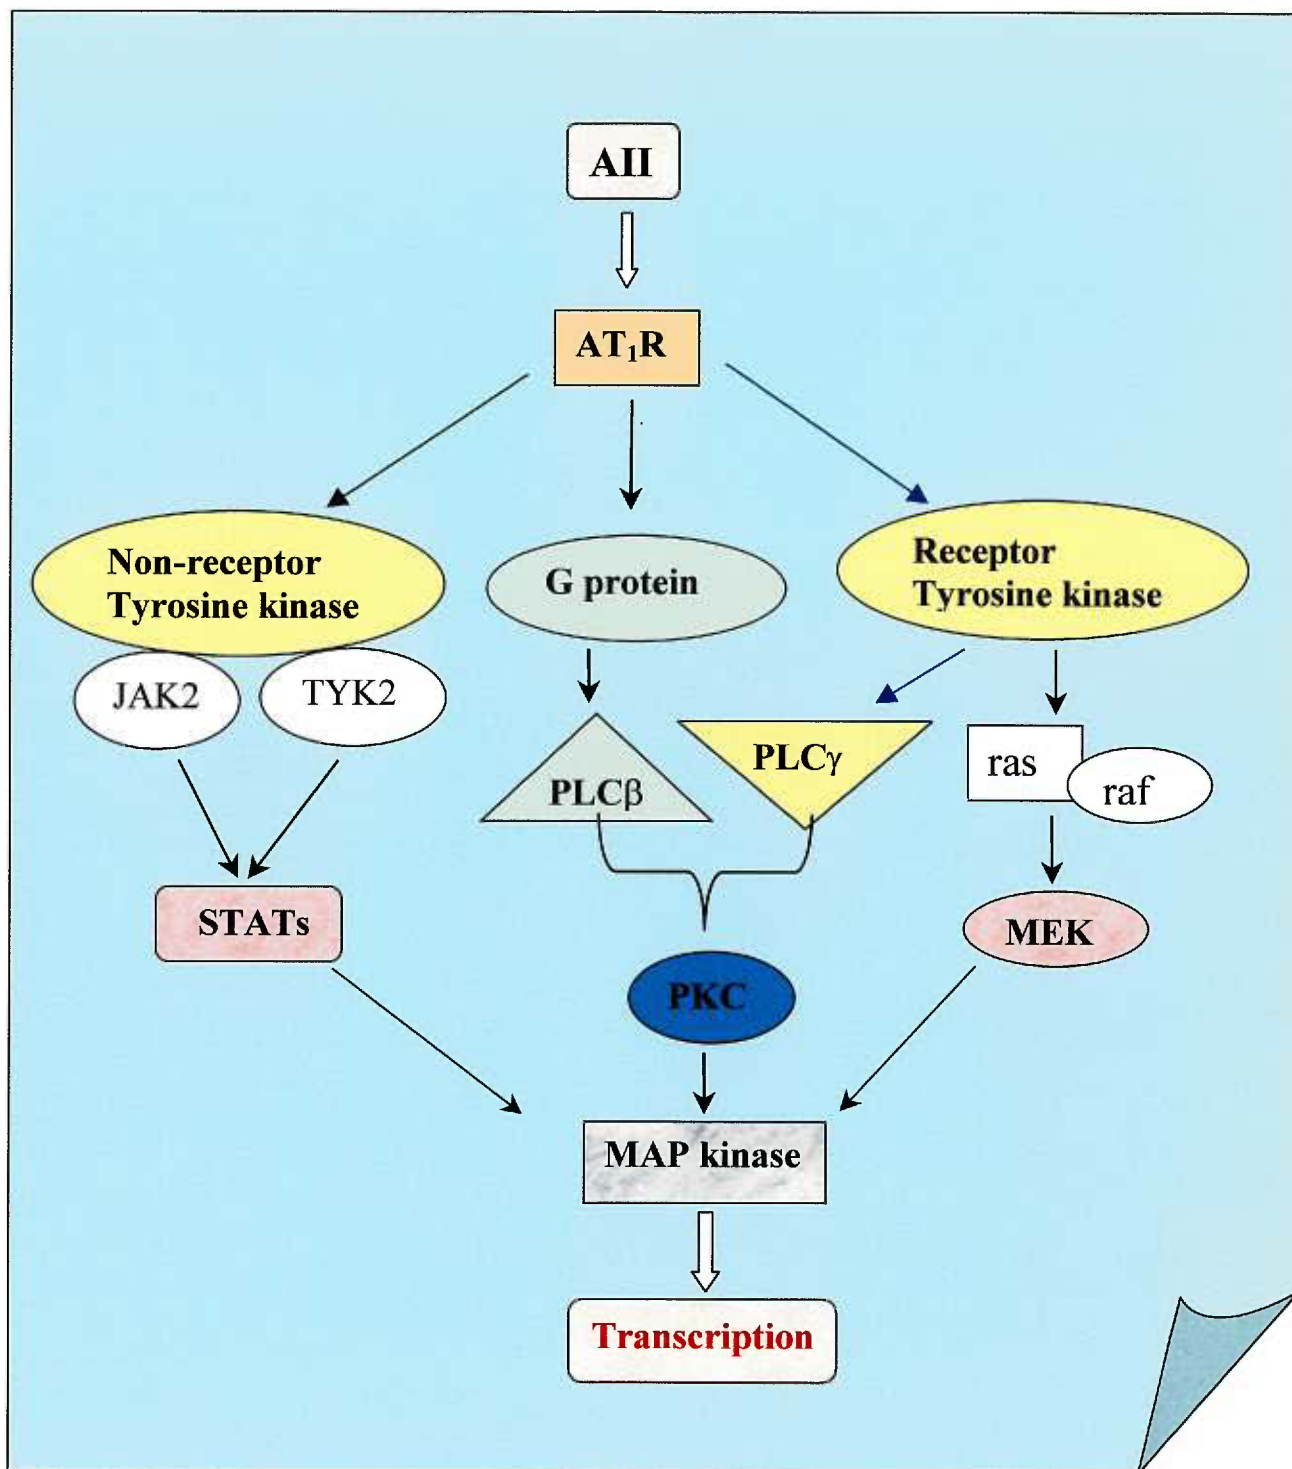 AII
AT₁R
Non-receptor
Tyrosine kinase
G protein
Receptor
Tyrosine kinase
JAK2
TYK2
PLCβ
PLCγ
ras
raf
STATs
MEK
PKC
MAP kinase
Transcription